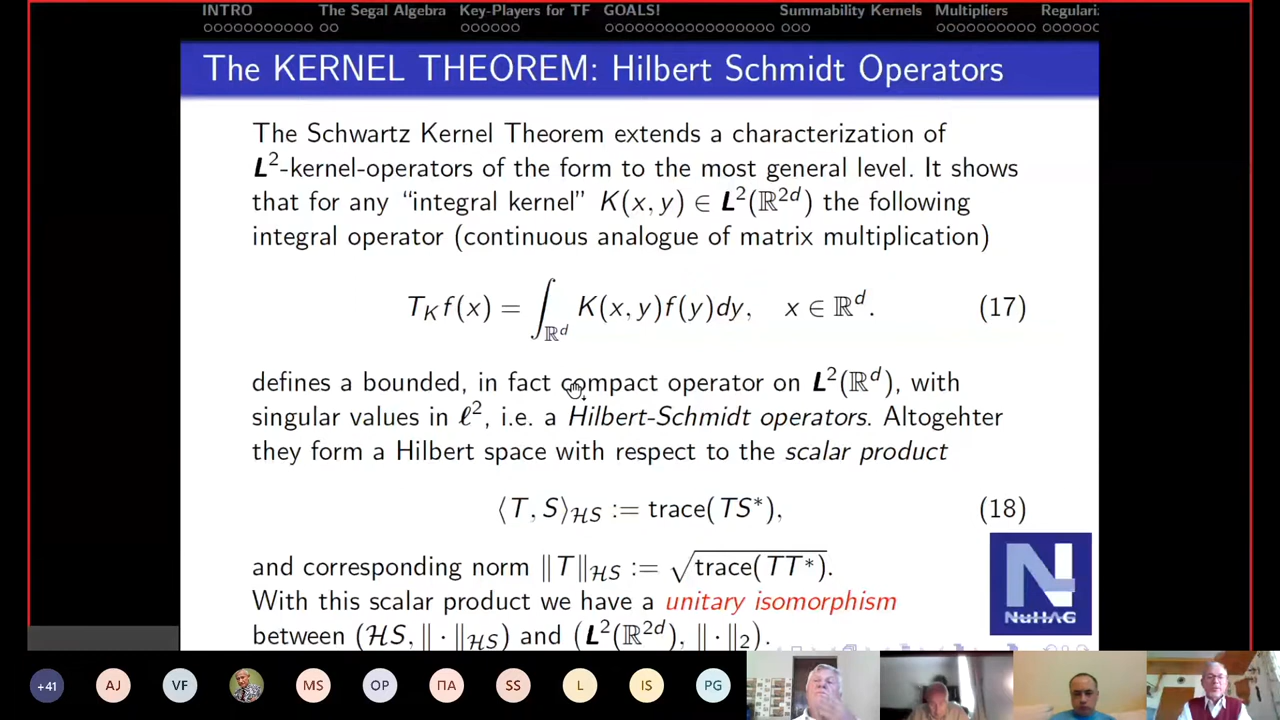 INTRO The Segal Algebra Key-Players for TF GOALS! Summability Kernels Multipliers Regulari
The KERNEL THEOREM: Hilbert Schmidt Operators
The Schwartz Kernel Theorem extends a characterization of
L²-kernel-operators of the form to the most general level. It shows
that for any “integral kernel” K(x, y) ∈ L²(ℝ²ᵈ) the following
integral operator (continuous analogue of matrix multiplication)
T_K f(x) = ∫_{ℝᵈ} K(x, y)f(y)dy, x ∈ ℝᵈ. (17)
defines a bounded, in fact compact operator on L²(ℝᵈ), with
singular values in ℓ², i.e. a Hilbert-Schmidt operators. Altogehter
they form a Hilbert space with respect to the scalar product
⟨T, S⟩_HS := trace(TS*), (18)
and corresponding norm ‖T‖_HS := √trace(TT*).
With this scalar product we have a unitary isomorphism
between (HS, ‖ · ‖_HS) and (L²(ℝ²ᵈ), ‖ · ‖₂).
NuHAG
+41 AJ VF MS OP ПА SS L IS PG